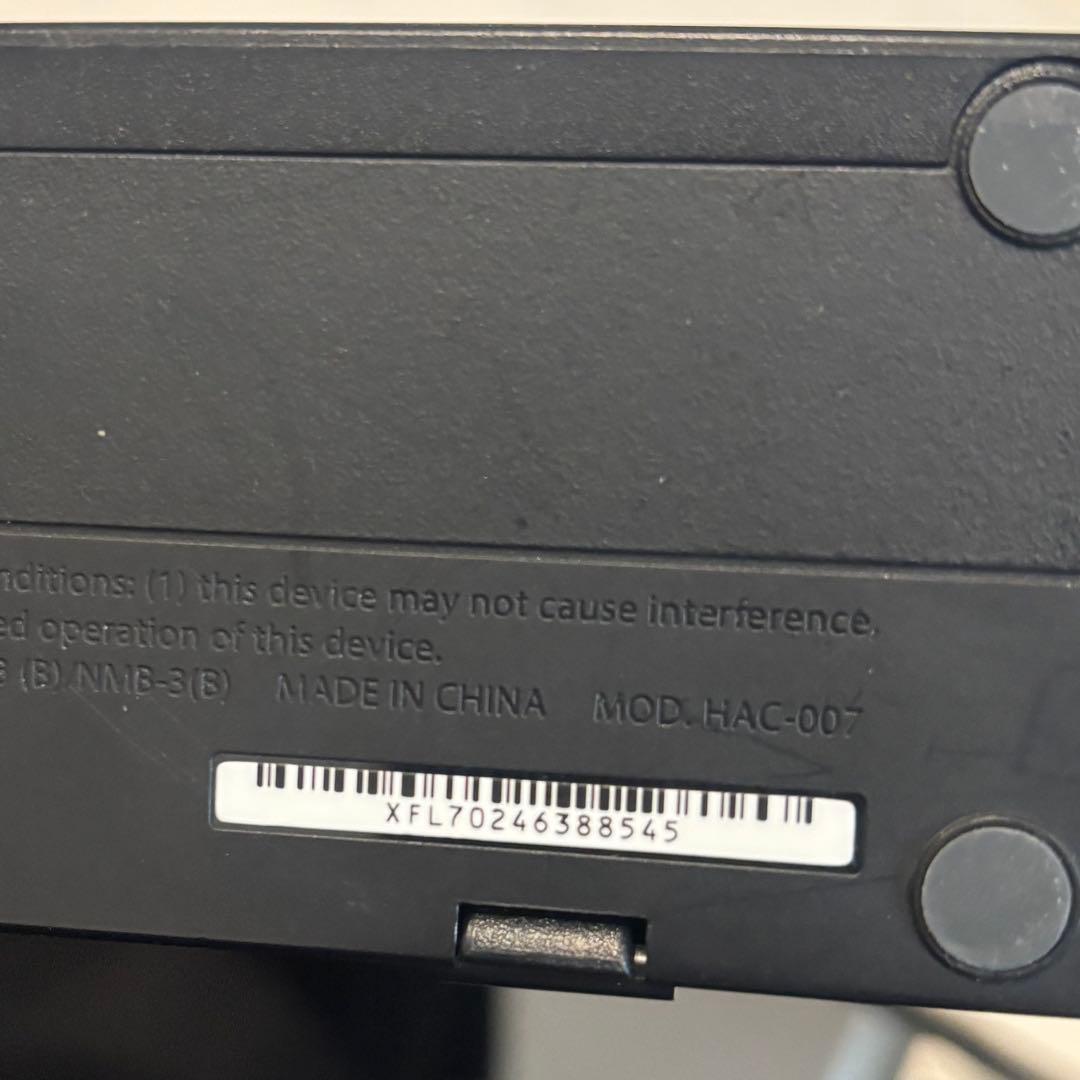 nditions: (1) this device may not cause interference,
ed operation of this device.
3 (B)/NMB-3(B) MADE IN CHINA MOD. HAC-007
XFL70246388545